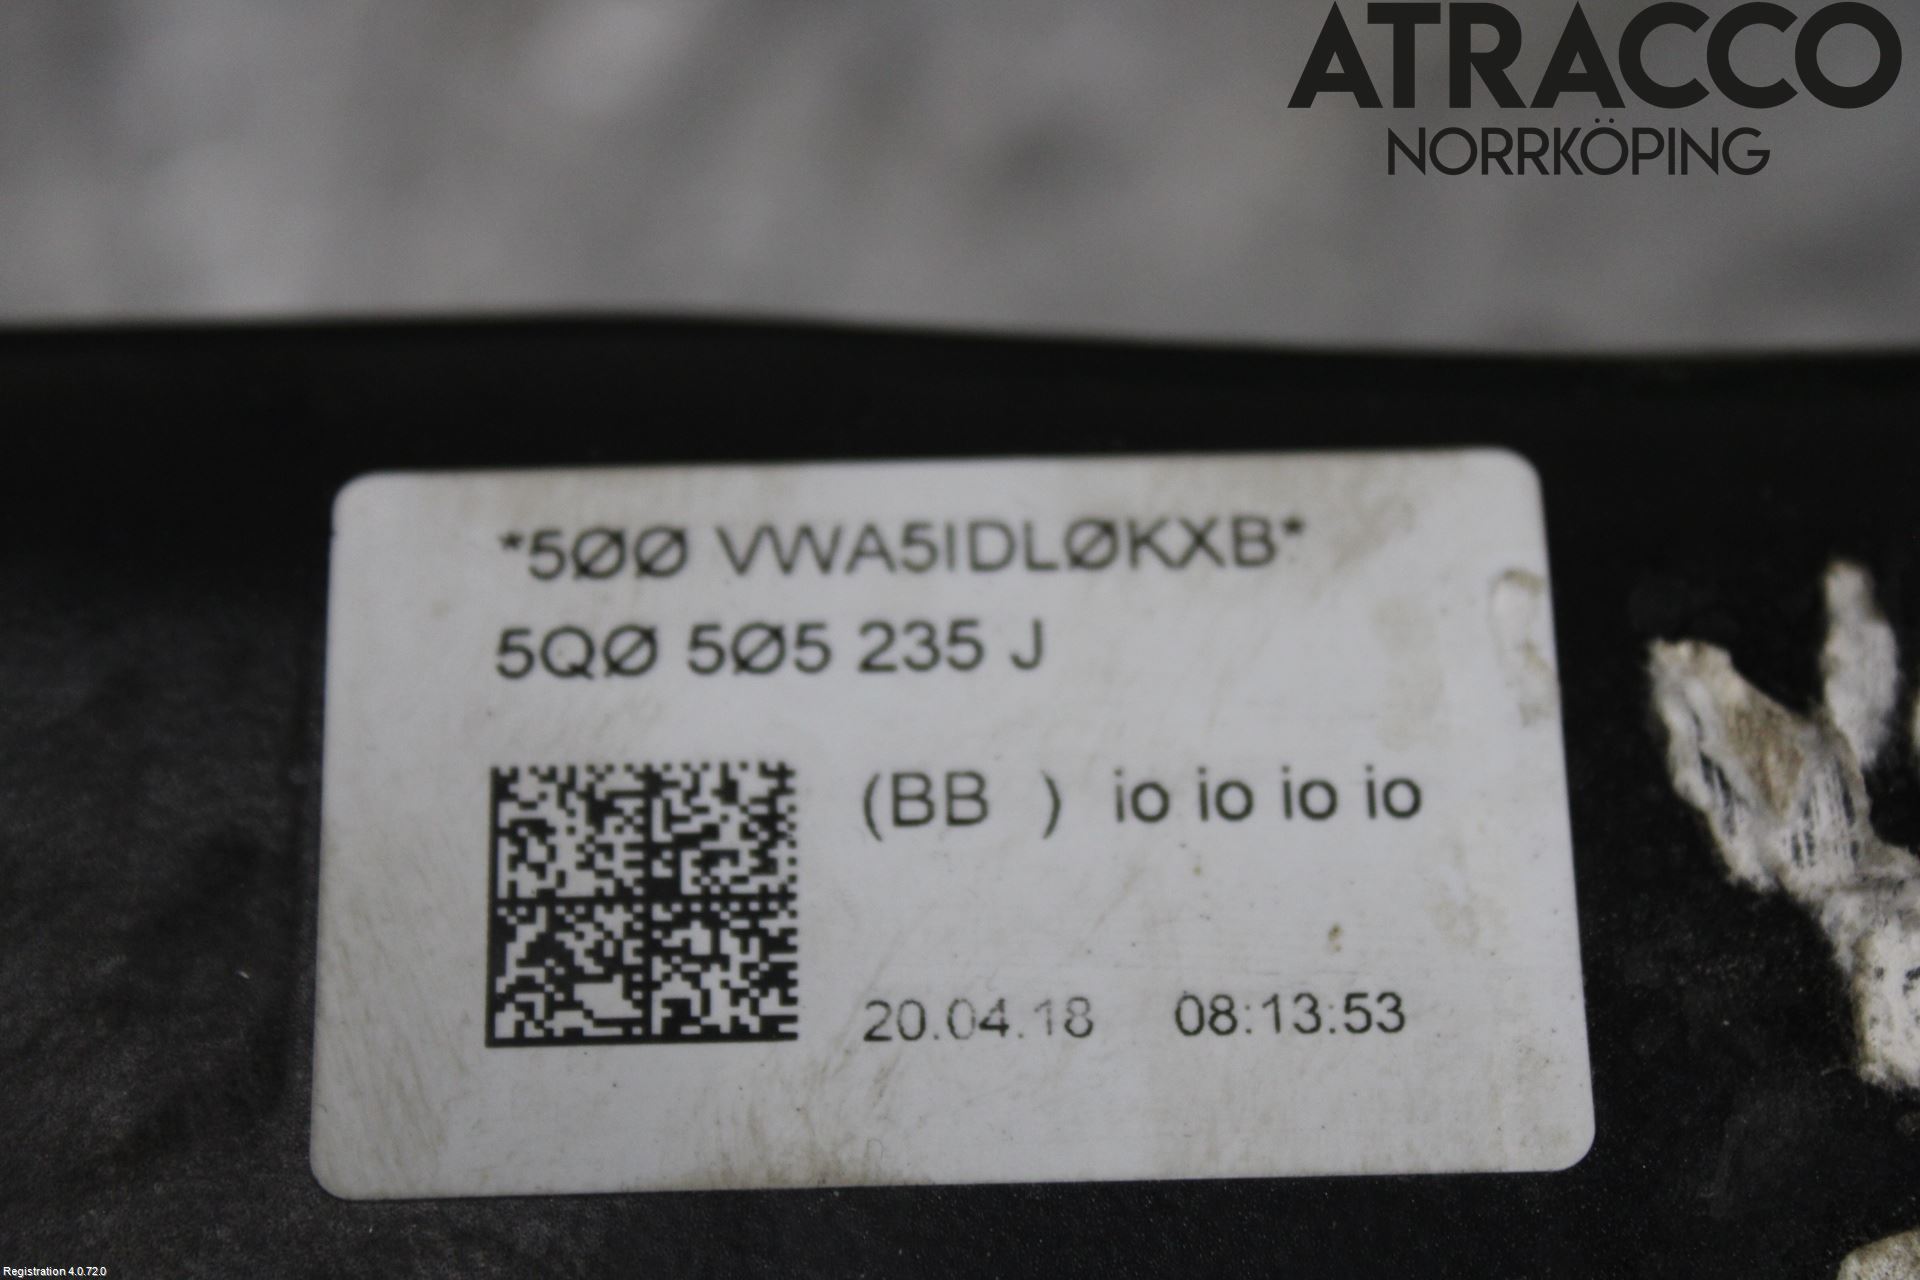 ATRACCO
NORRKÖPING
*5ØØ VWA5IDLØKXB*
5QØ 5Ø5 235 J
(BB ) io io io io
20.04.18 08:13:53
Registration 4.0.72.0